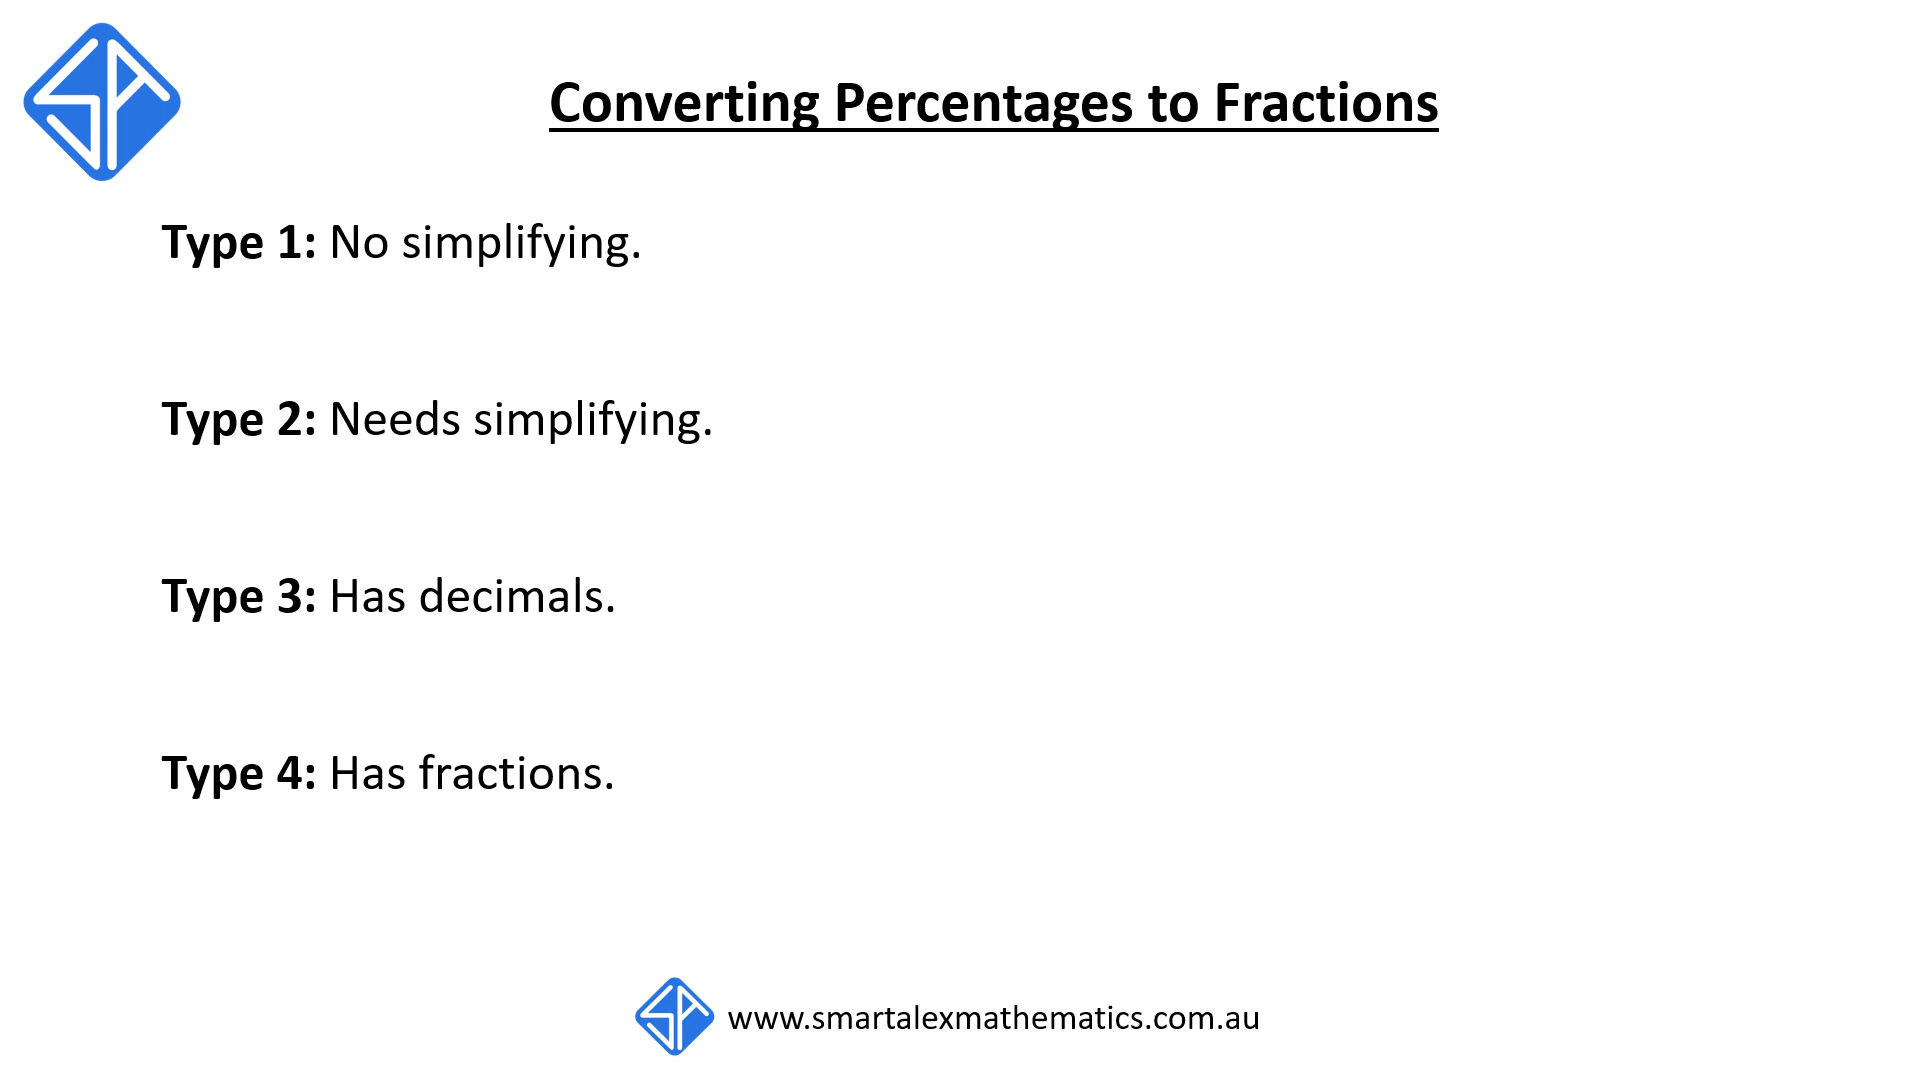 Converting Percentages to Fractions
Type 1: No simplifying.
Type 2: Needs simplifying.
Type 3: Has decimals.
Type 4: Has fractions.
www.smartalexmathematics.com.au